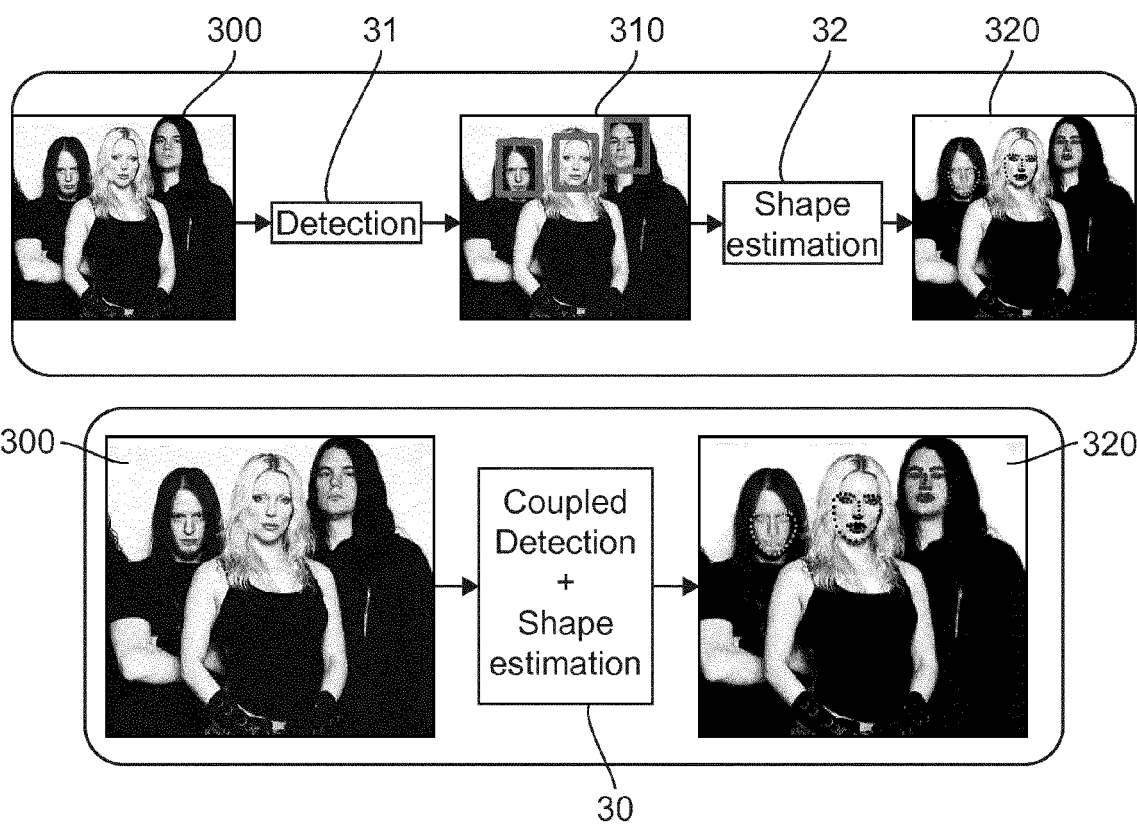 300
31
310
32
320
Detection
Shape
estimation
300
320
Coupled
Detection
+
Shape
estimation
30